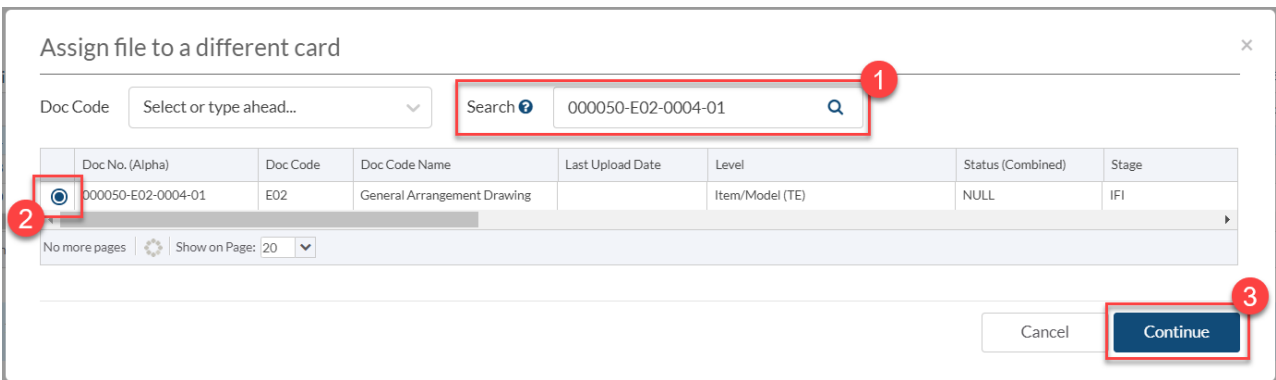 Assign file to a different card ×
1
Doc Code Select or type ahead... Search ? 000050-E02-0004-01
Doc No. (Alpha) Doc Code Doc Code Name Last Upload Date Level Status (Combined) Stage
000050-E02-0004-01 E02 General Arrangement Drawing Item/Model (TE) NULL IFI
2
No more pages Show on Page: 20
3
Cancel Continue